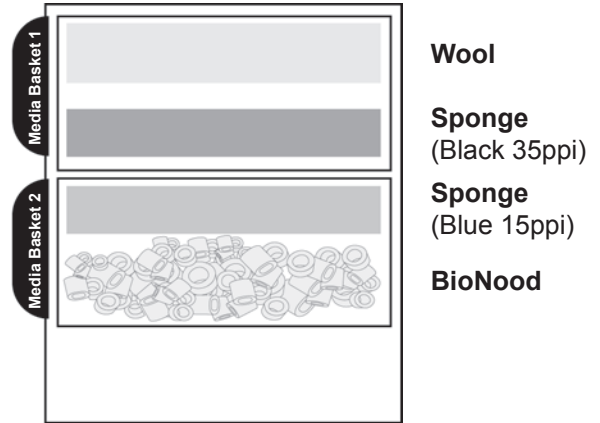 Media Basket 1
Wool
Sponge
(Black 35ppi)
Media Basket 2
Sponge
(Blue 15ppi)
BioNood